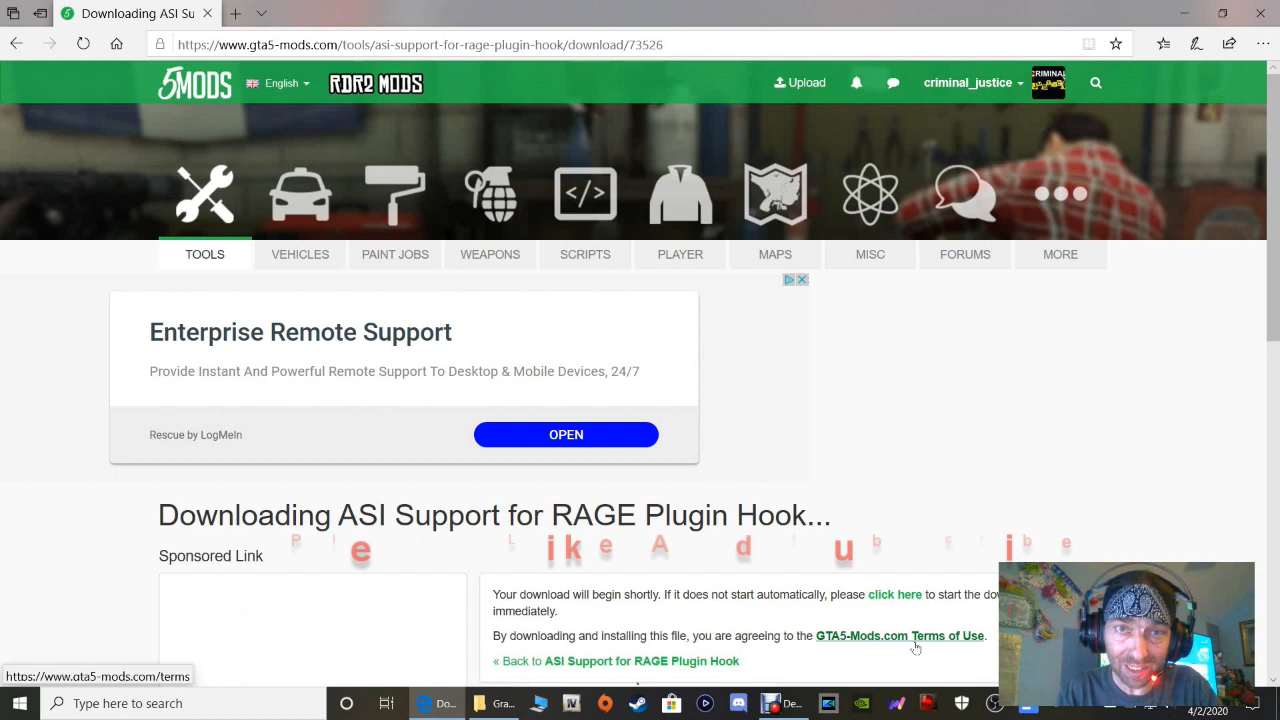 Downloading ASI Su
https://www.gta5-mods.com/tools/asi-support-for-rage-plugin-hook/download/73526
5MODS English RDR2 MODS Upload criminal_justice CRIMINAL
TOOLS VEHICLES PAINT JOBS WEAPONS SCRIPTS PLAYER MAPS MISC FORUMS MORE
Enterprise Remote Support
Provide Instant And Powerful Remote Support To Desktop & Mobile Devices, 24/7
Rescue by LogMeIn OPEN
Downloading ASI Support for RAGE Plugin Hook...
P l e L i k e A d u b c i b e
Sponsored Link
Your download will begin shortly. If it does not start automatically, please click here to start the dow
immediately.
By downloading and installing this file, you are agreeing to the GTA5-Mods.com Terms of Use.
« Back to ASI Support for RAGE Plugin Hook
https://www.gta5-mods.com/terms
Type here to search Do... Gra... De...
4/2/2020